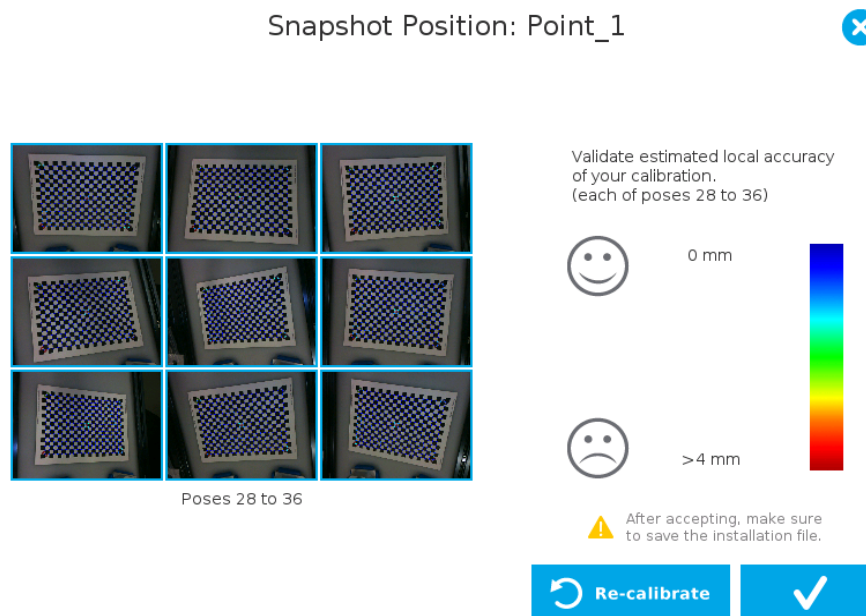 Snapshot Position: Point_1
Validate estimated local accuracy
of your calibration.
(each of poses 28 to 36)
0 mm
>4 mm
Poses 28 to 36
After accepting, make sure
to save the installation file.
Re-calibrate